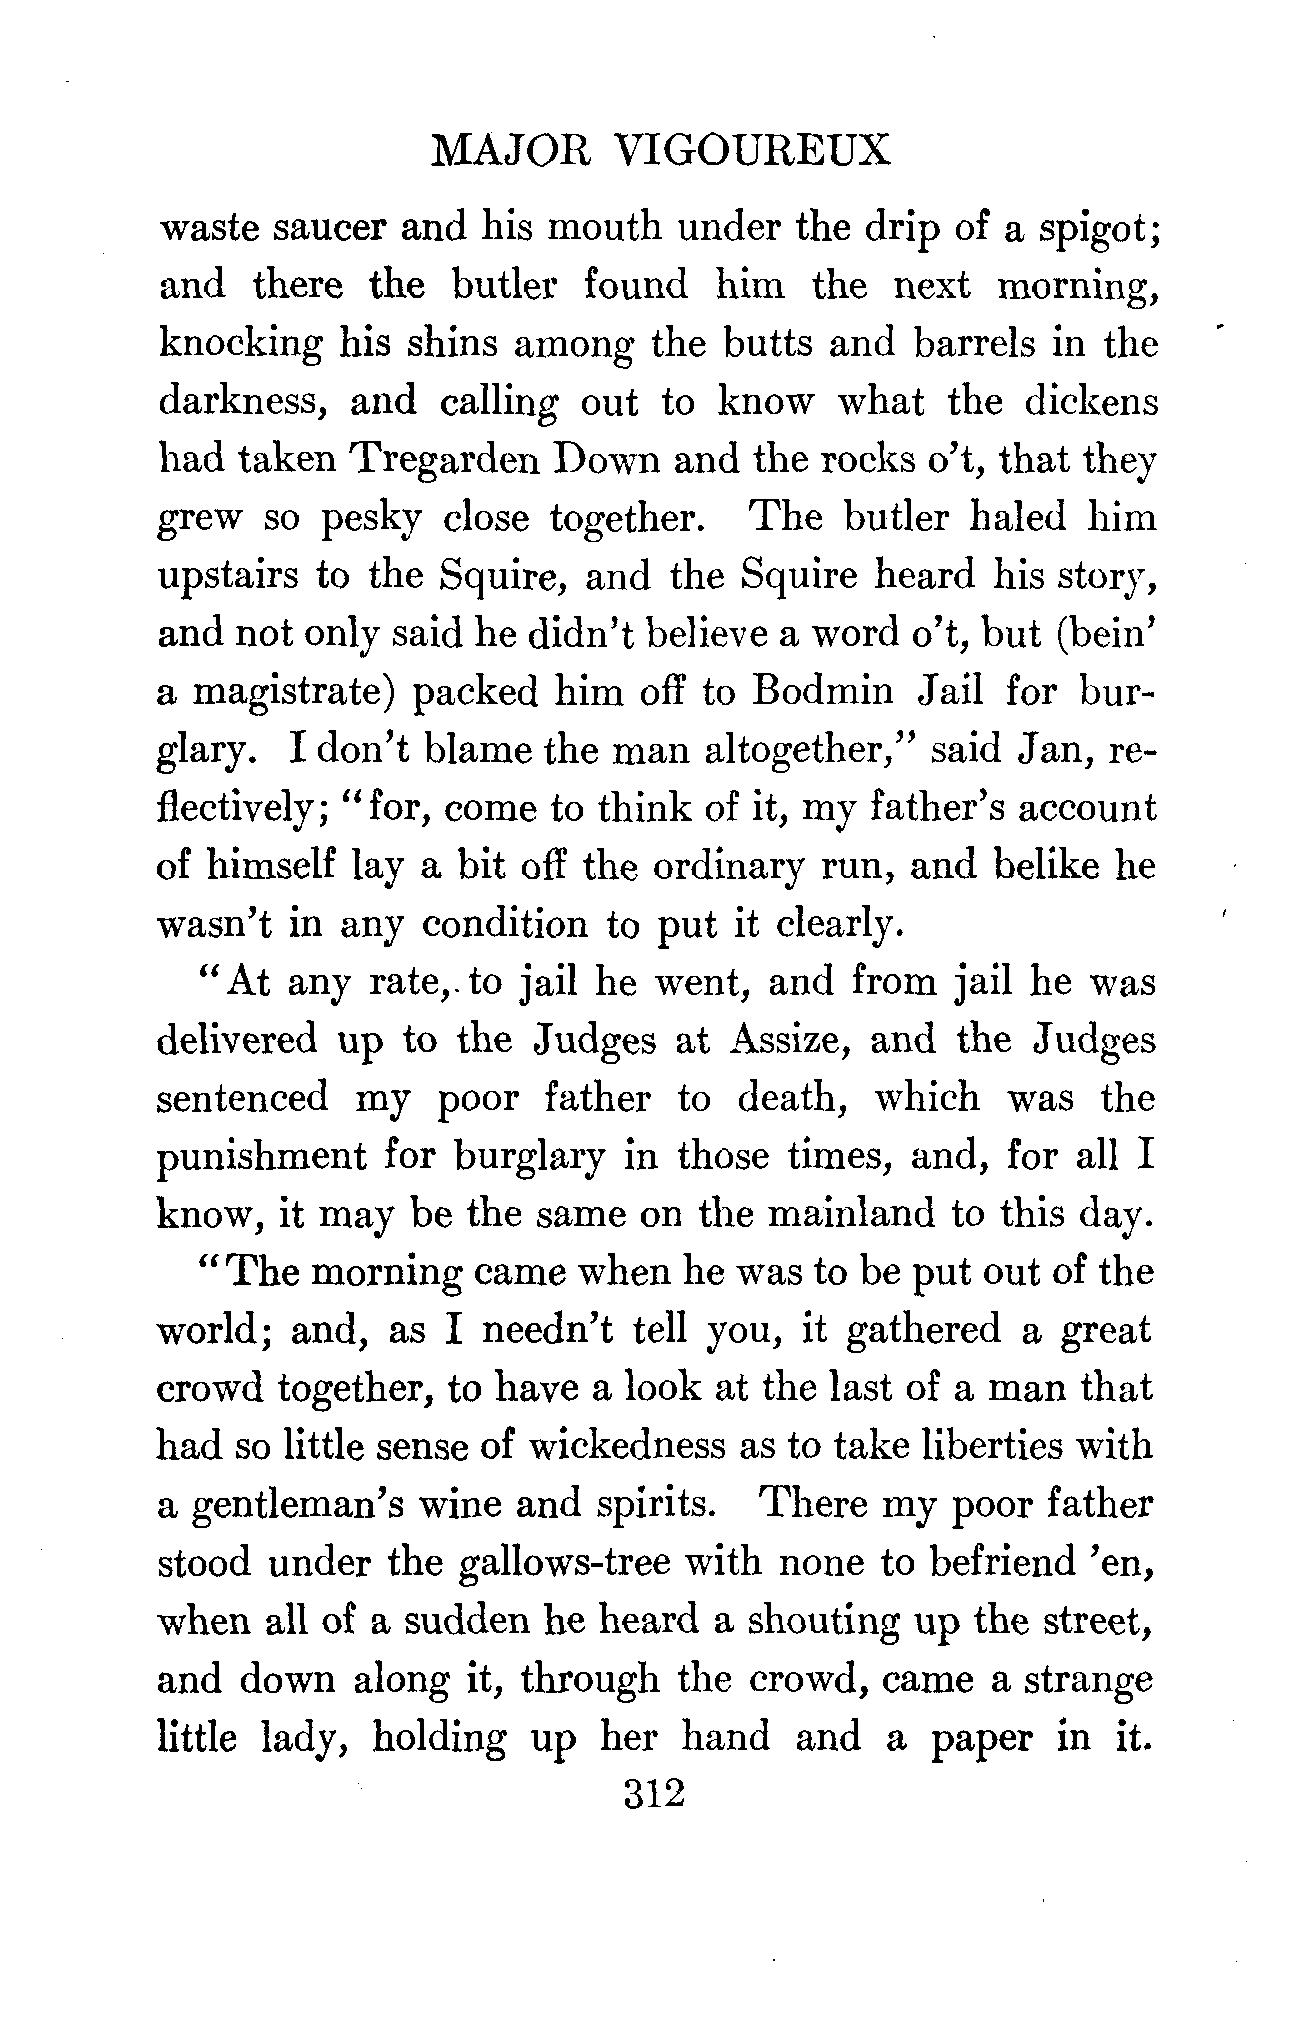 MAJOR VIGOUREUX
waste saucer and his mouth under the drip of a spigot;
and there the butler found him the next morning,
knocking his shins among the butts and barrels in the
darkness, and calling out to know what the dickens
had taken Tregarden Down and the rocks o't, that they
grew so pesky close together. The butler haled him
upstairs to the Squire, and the Squire heard his story,
and not only said he didn't believe a word o't, but (bein'
a magistrate) packed him off to Bodmin Jail for bur-
glary. I don't blame the man altogether," said Jan, re-
flectively; "for, come to think of it, my father's account
of himself lay a bit off the ordinary run, and belike he
wasn't in any condition to put it clearly.
"At any rate, to jail he went, and from jail he was
delivered up to the Judges at Assize, and the Judges
sentenced my poor father to death, which was the
punishment for burglary in those times, and, for all I
know, it may be the same on the mainland to this day.
"The morning came when he was to be put out of the
world; and, as I needn't tell you, it gathered a great
crowd together, to have a look at the last of a man that
had so little sense of wickedness as to take liberties with
a gentleman's wine and spirits. There my poor father
stood under the gallows-tree with none to befriend 'en,
when all of a sudden he heard a shouting up the street,
and down along it, through the crowd, came a strange
little lady, holding up her hand and a paper in it.
312